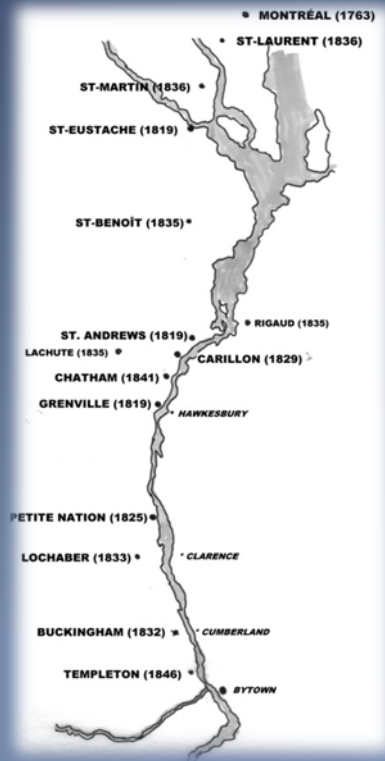 MONTRÉAL (1763)
ST-LAURENT (1836)
ST-MARTIN (1836)
ST-EUSTACHE (1819)
ST-BENOÎT (1835)
RIGAUD (1835)
ST. ANDREWS (1819)
LACHUTE (1835)
CARILLON (1829)
CHATHAM (1841)
GRENVILLE (1819)
HAWKESBURY
PETITE NATION (1825)
LOCHABER (1833)
CLARENCE
BUCKINGHAM (1832)
CUMBERLAND
TEMPLETON (1846)
BYTOWN